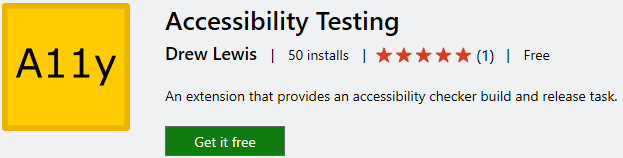 A11y
Accessibility Testing
Drew Lewis | 50 installs | ★★★★★ (1) | Free
An extension that provides an accessibility checker build and release task.
Get it free